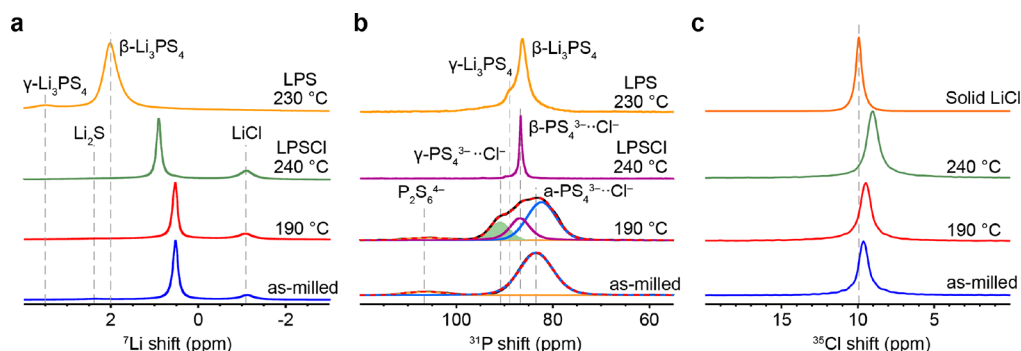 a
β-Li₃PS₄
γ-Li₃PS₄
LPS
230 °C
Li₂S
LiCl
LPSCl
240 °C
190 °C
as-milled
2
0
-2
⁷Li shift (ppm)
b
β-Li₃PS₄
γ-Li₃PS₄
LPS
230 °C
β-PS₄³⁻··Cl⁻
γ-PS₄³⁻··Cl⁻
LPSCl
240 °C
P₂S₆⁴⁻
a-PS₄³⁻··Cl⁻
190 °C
as-milled
100
80
60
³¹P shift (ppm)
c
Solid LiCl
240 °C
190 °C
as-milled
15
10
5
0
³⁵Cl shift (ppm)